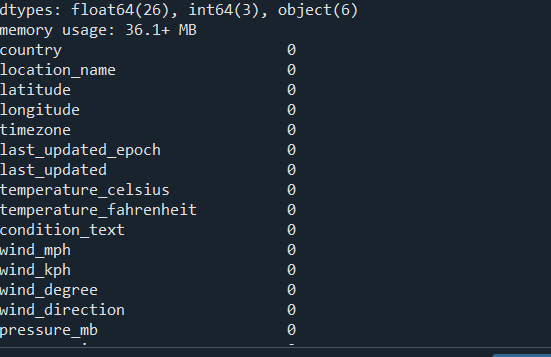 dtypes: float64(26), int64(3), object(6)
memory usage: 36.1+ MB
country 0
location_name 0
latitude 0
longitude 0
timezone 0
last_updated_epoch 0
last_updated 0
temperature_celsius 0
temperature_fahrenheit 0
condition_text 0
wind_mph 0
wind_kph 0
wind_degree 0
wind_direction 0
pressure_mb 0